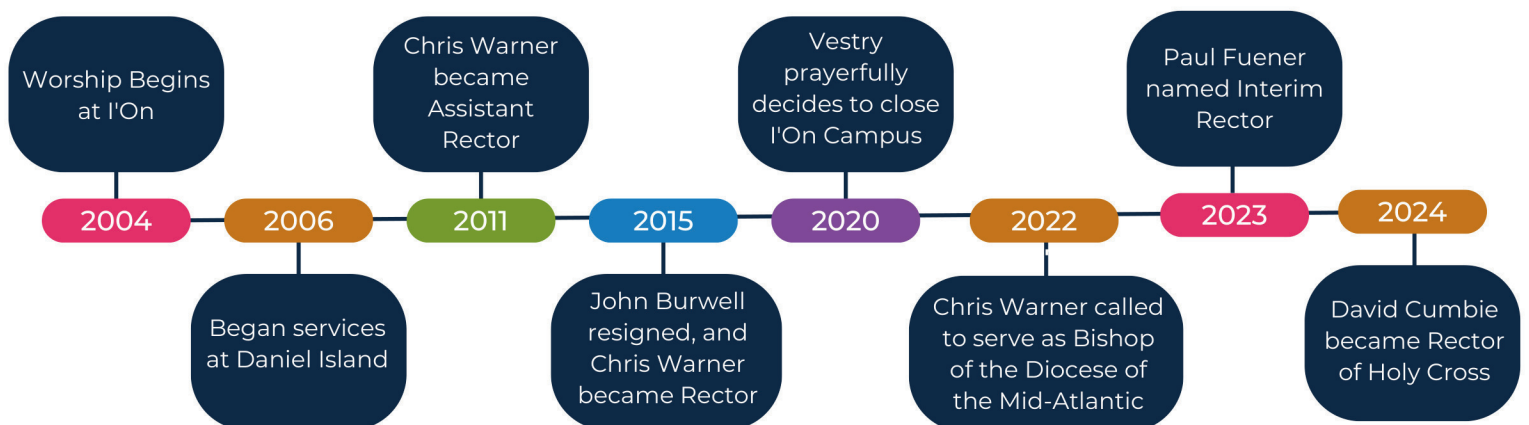 Worship Begins
at I'On
2004
2006
Began services
at Daniel Island
Chris Warner
became
Assistant
Rector
2011
2015
John Burwell
resigned, and
Chris Warner
became Rector
Vestry
prayerfully
decides to close
I'On Campus
2020
2022
Chris Warner called
to serve as Bishop
of the Diocese of
the Mid-Atlantic
Paul Fuener
named Interim
Rector
2023
2024
David Cumbie
became Rector
of Holy Cross